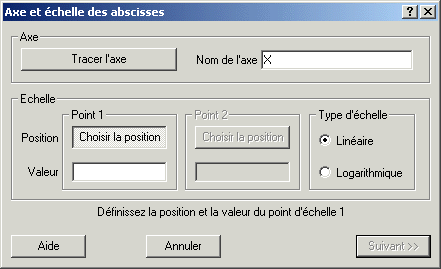 Axe et échelle des abscisses
Axe
Tracer l'axe
Nom de l'axe X
Echelle
Point 1
Point 2
Type d'échelle
Position
Choisir la position
Choisir la position
Linéaire
Valeur
Logarithmique
Définissez la position et la valeur du point d'échelle 1
Aide
Annuler
Suivant >>